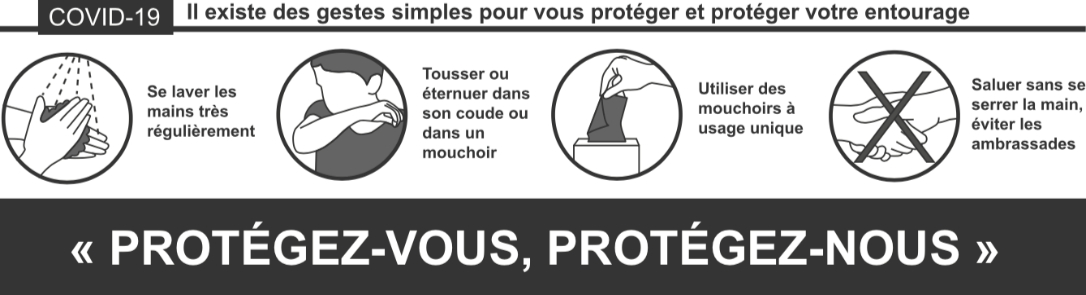 COVID-19
Il existe des gestes simples pour vous protéger et protéger votre entourage
Se laver les
mains très
régulièrement
Tousser ou
éternuer dans
son coude ou
dans un
mouchoir
Utiliser des
mouchoirs à
usage unique
Saluer sans se
serrer la main,
éviter les
ambrassades
« PROTÉGEZ-VOUS, PROTÉGEZ-NOUS »